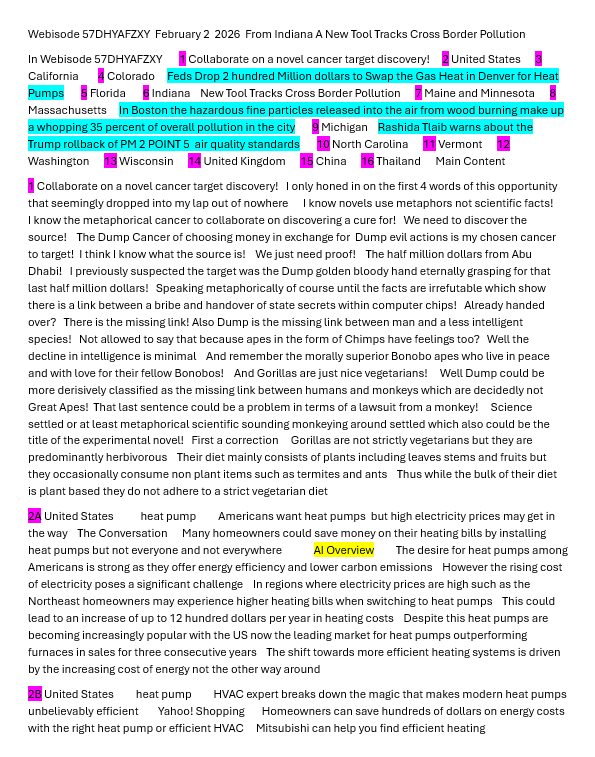 Webisode 57DHYAFZXY February 2 2026 From Indiana A New Tool Tracks Cross Border Pollution
In Webisode 57DHYAFZXY 1 Collaborate on a novel cancer target discovery! 2 United States 3
California 4 Colorado Feds Drop 2 hundred Million dollars to Swap the Gas Heat in Denver for Heat
Pumps 5 Florida 6 Indiana New Tool Tracks Cross Border Pollution 7 Maine and Minnesota 8
Massachusetts In Boston the hazardous fine particles released into the air from wood burning make up
a whopping 35 percent of overall pollution in the city 9 Michigan Rashida Tlaib warns about the
Trump rollback of PM 2 POINT 5 air quality standards 10 North Carolina 11 Vermont 12
Washington 13 Wisconsin 14 United Kingdom 15 China 16 Thailand Main Content
1 Collaborate on a novel cancer target discovery! I only honed in on the first 4 words of this opportunity
that seemingly dropped into my lap out of nowhere I know novels use metaphors not scientific facts!
I know the metaphorical cancer to collaborate on discovering a cure for! We need to discover the
source! The Dump Cancer of choosing money in exchange for Dump evil actions is my chosen cancer
to target! I think I know what the source is! We just need proof! The half million dollars from Abu
Dhabi! I previously suspected the target was the Dump golden bloody hand eternally grasping for that
last half million dollars! Speaking metaphorically of course until the facts are irrefutable which show
there is a link between a bribe and handover of state secrets within computer chips! Already handed
over? There is the missing link! Also Dump is the missing link between man and a less intelligent
species! Not allowed to say that because apes in the form of Chimps have feelings too? Well the
decline in intelligence is minimal And remember the morally superior Bonobo apes who live in peace
and with love for their fellow Bonobos! And Gorillas are just nice vegetarians! Well Dump could be
more derisively classified as the missing link between humans and monkeys which are decidedly not
Great Apes! That last sentence could be a problem in terms of a lawsuit from a monkey! Science
settled or at least metaphorical scientific sounding monkeying around settled which also could be the
title of the experimental novel! First a correction Gorillas are not strictly vegetarians but they are
predominantly herbivorous Their diet mainly consists of plants including leaves stems and fruits but
they occasionally consume non plant items such as termites and ants Thus while the bulk of their diet
is plant based they do not adhere to a strict vegetarian diet
2A United States heat pump Americans want heat pumps but high electricity prices may get in
the way The Conversation Many homeowners could save money on their heating bills by installing
heat pumps but not everyone and not everywhere AI Overview The desire for heat pumps among
Americans is strong as they offer energy efficiency and lower carbon emissions However the rising cost
of electricity poses a significant challenge In regions where electricity prices are high such as the
Northeast homeowners may experience higher heating bills when switching to heat pumps This could
lead to an increase of up to 12 hundred dollars per year in heating costs Despite this heat pumps are
becoming increasingly popular with the US now the leading market for heat pumps outperforming
furnaces in sales for three consecutive years The shift towards more efficient heating systems is driven
by the increasing cost of energy not the other way around
2B United States heat pump HVAC expert breaks down the magic that makes modern heat pumps
unbelievably efficient Yahoo! Shopping Homeowners can save hundreds of dollars on energy costs
with the right heat pump or efficient HVAC Mitsubishi can help you find efficient heating